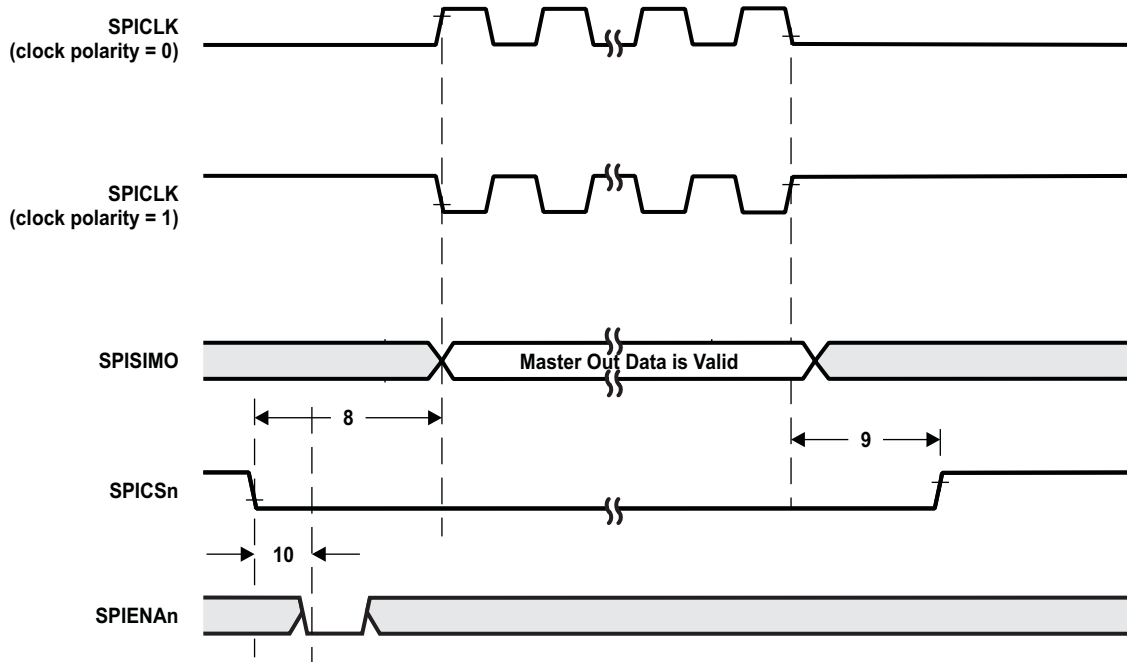 SPICLK
(clock polarity = 0)
SPICLK
(clock polarity = 1)
SPISIMO
Master Out Data is Valid
8
9
SPICSn
10
SPIENAn